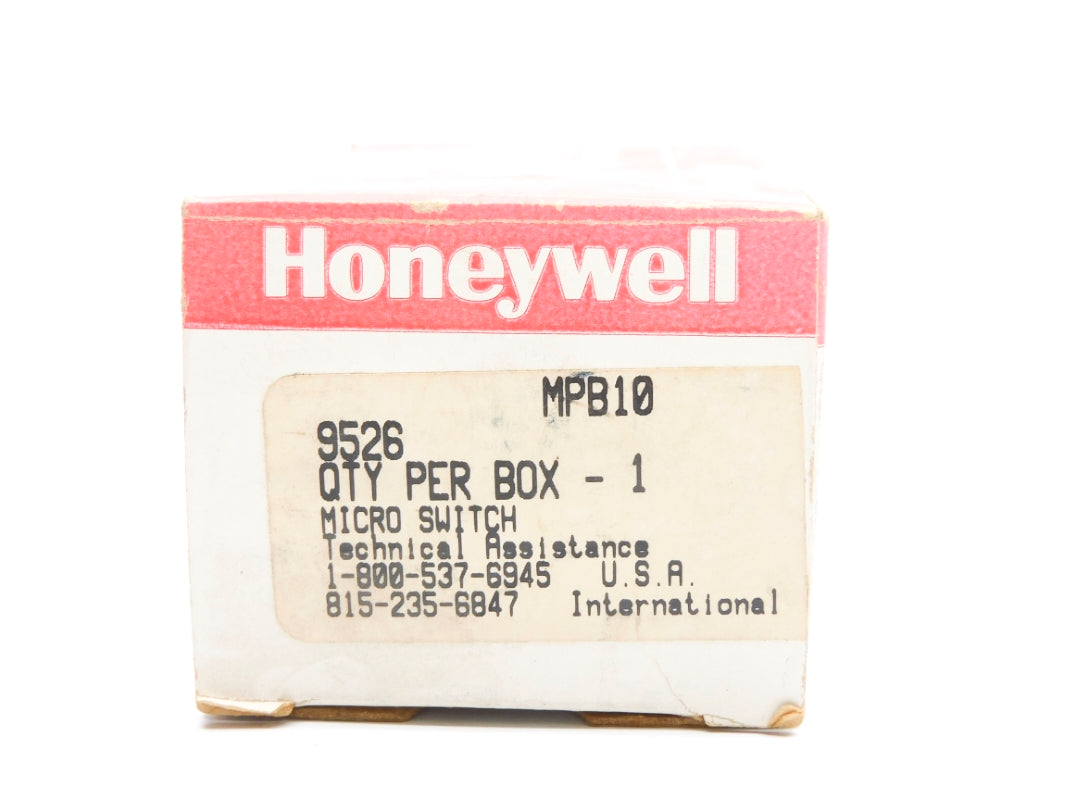 Honeywell
MPB10
9526
QTY PER BOX - 1
MICRO SWITCH
Technical Assistance
1-800-537-6945 U.S.A.
815-235-6847 International